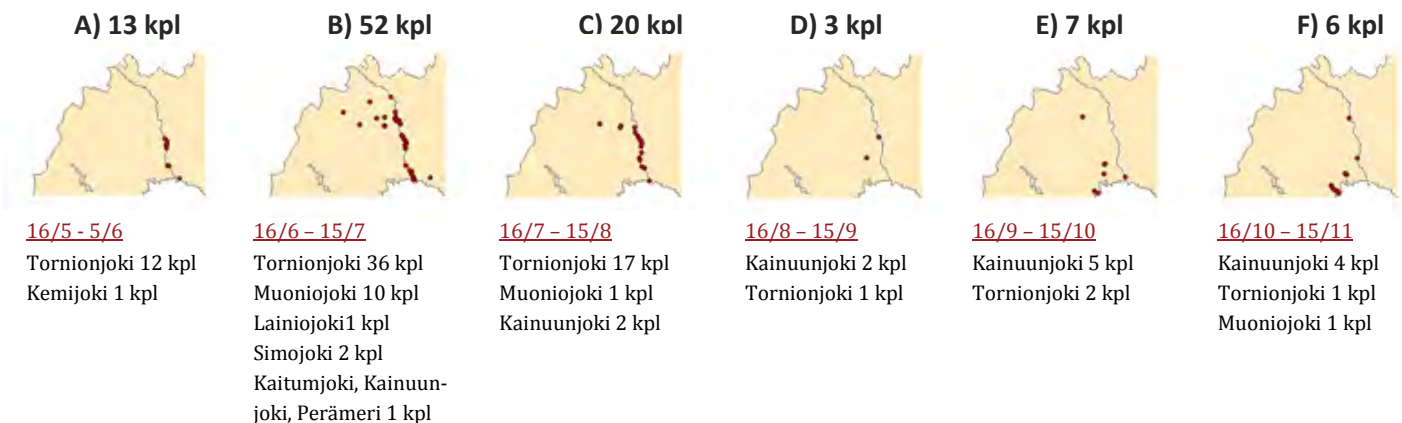 A) 13 kpl
16/5 - 5/6
Tornionjoki 12 kpl
Kemijoki 1 kpl
B) 52 kpl
16/6 – 15/7
Tornionjoki 36 kpl
Muoniojoki 10 kpl
Lainiojoki1 kpl
Simojoki 2 kpl
Kaitumjoki, Kainuun-
joki, Perämeri 1 kpl
C) 20 kpl
16/7 – 15/8
Tornionjoki 17 kpl
Muoniojoki 1 kpl
Kainuunjoki 2 kpl
D) 3 kpl
16/8 – 15/9
Kainuunjoki 2 kpl
Tornionjoki 1 kpl
E) 7 kpl
16/9 – 15/10
Kainuunjoki 5 kpl
Tornionjoki 2 kpl
F) 6 kpl
16/10 – 15/11
Kainuunjoki 4 kpl
Tornionjoki 1 kpl
Muoniojoki 1 kpl